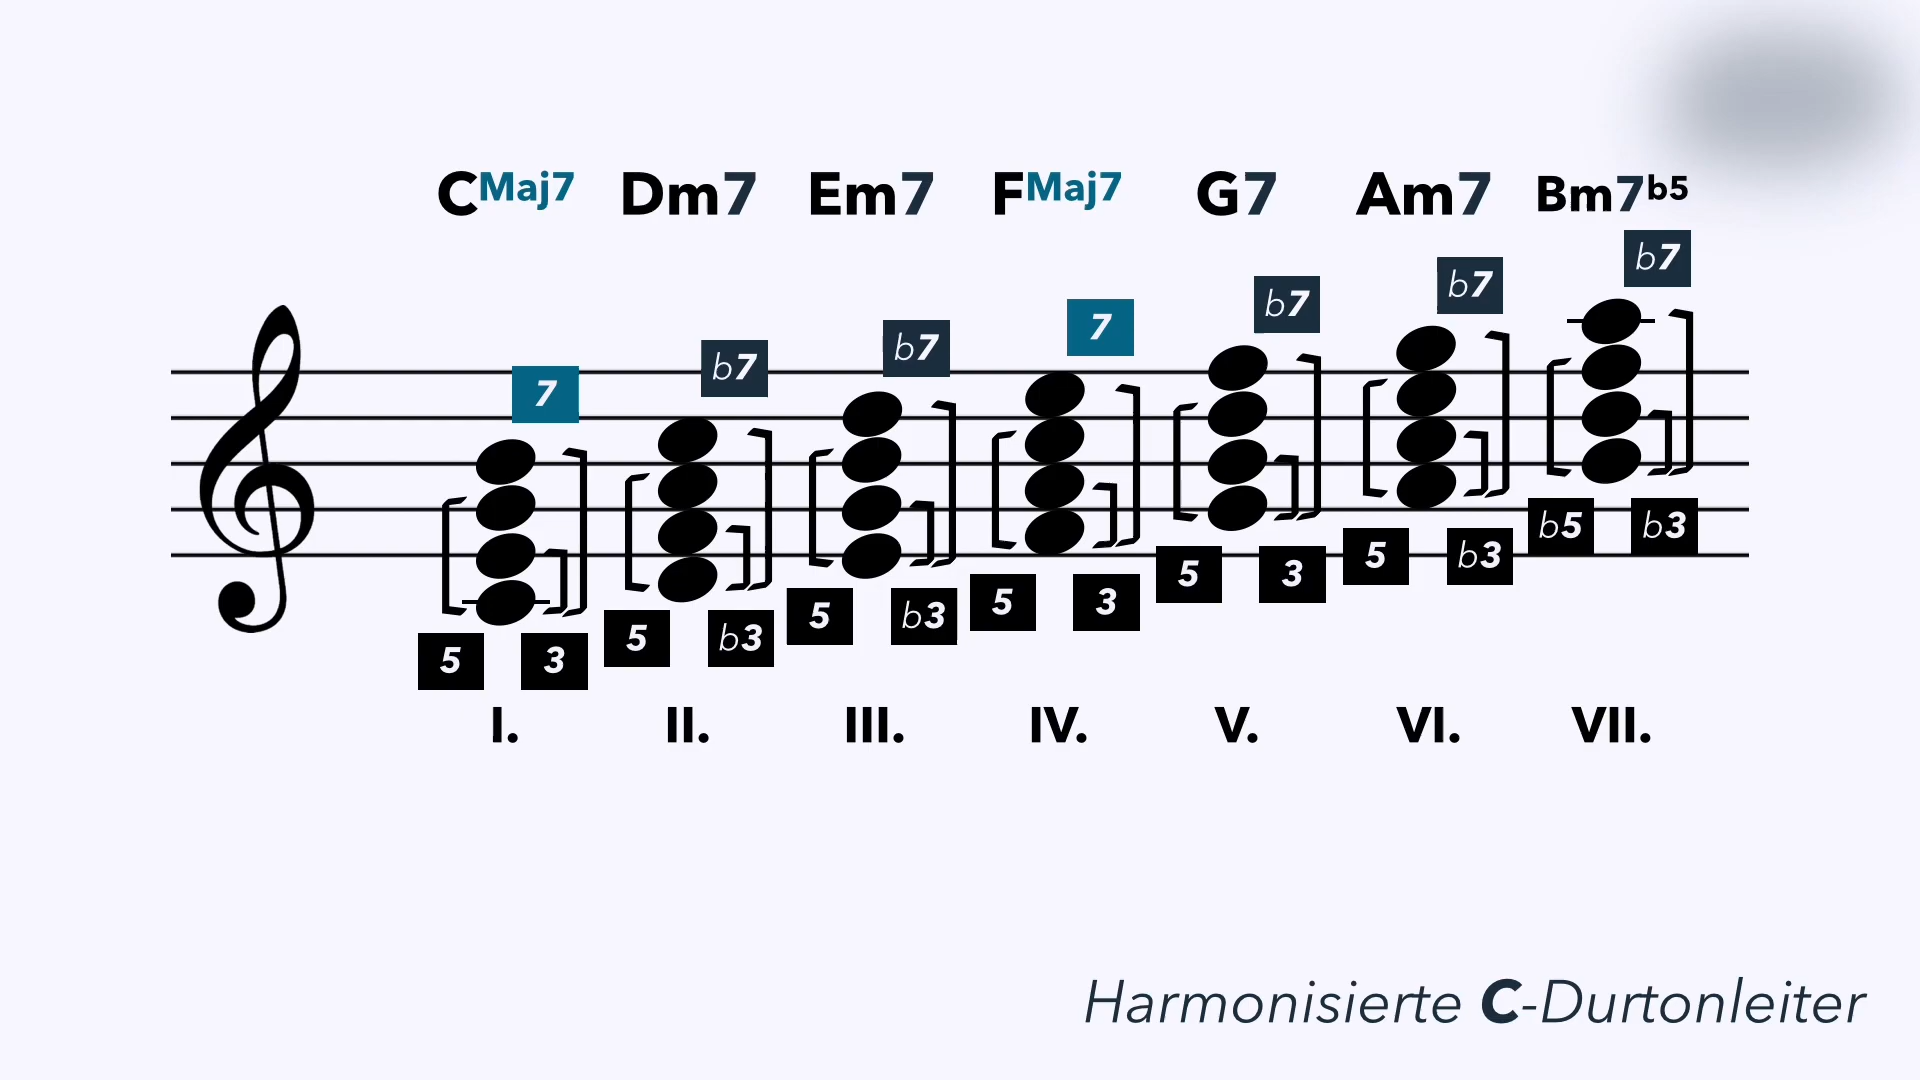 CMaj7 Dm7 Em7 FMaj7 G7 Am7 Bm7b5
7 b7 b7 7 b7 b7 b7
5 3 5 b3 5 b3 5 3 5 3 5 b3 b5 b3
I. II. III. IV. V. VI. VII.
Harmonisierte C-Durtonleiter